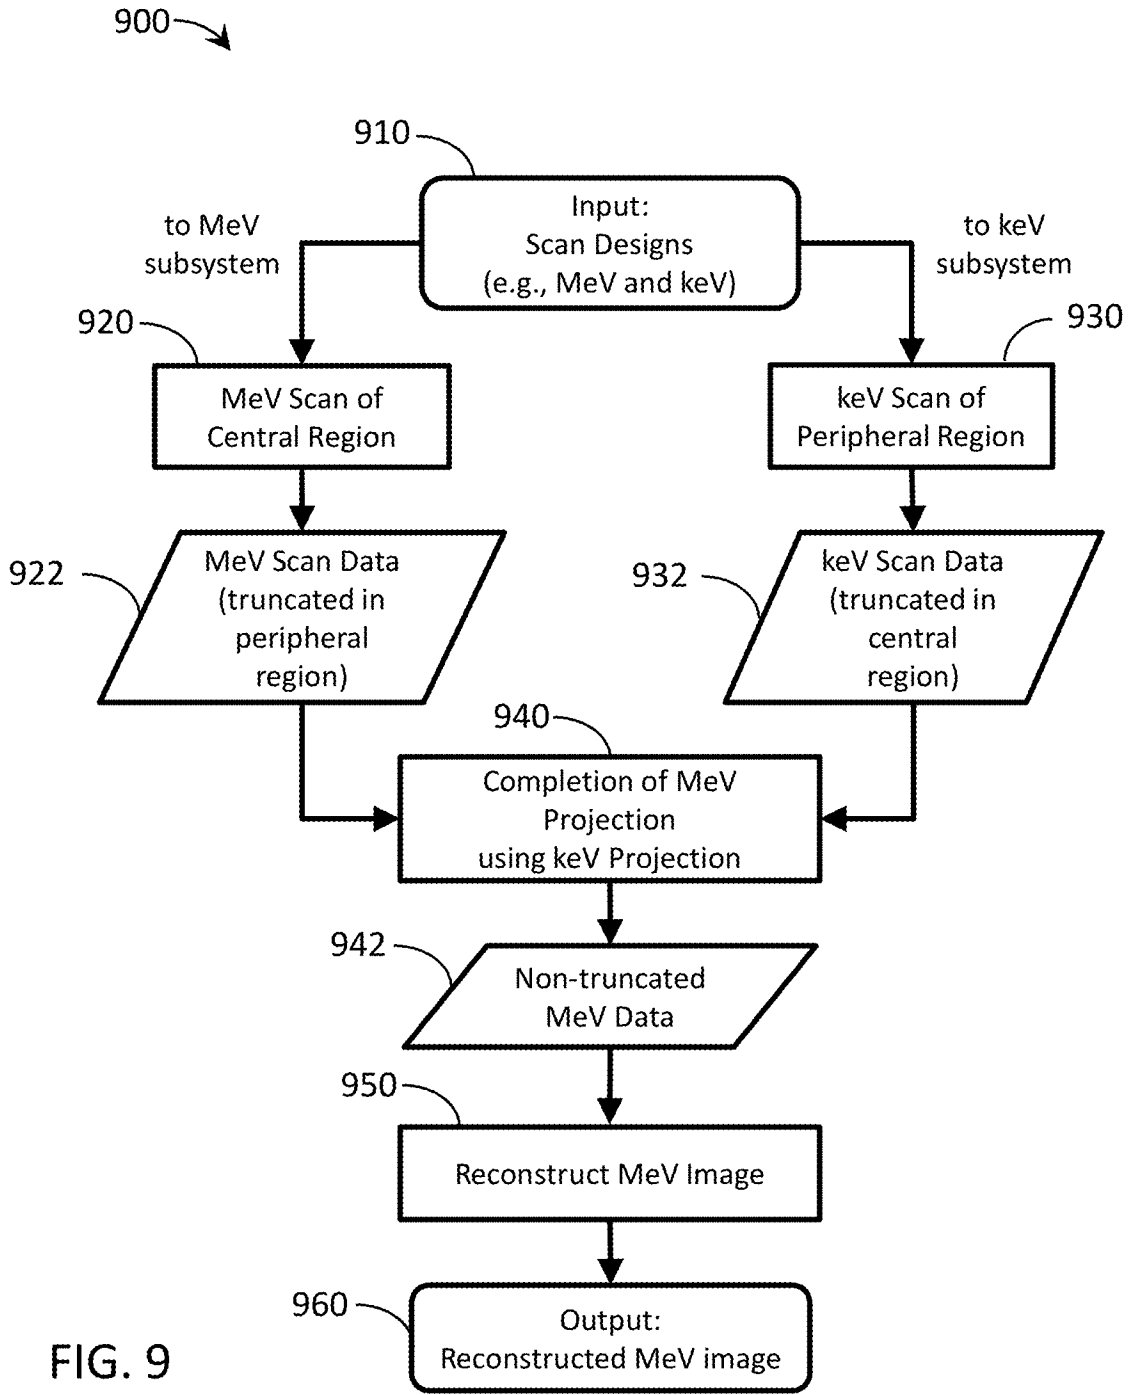 900
910
Input:
Scan Designs
(e.g., MeV and keV)
to MeV
subsystem
to keV
subsystem
920
MeV Scan of
Central Region
930
keV Scan of
Peripheral Region
922
MeV Scan Data
(truncated in
peripheral
region)
932
keV Scan Data
(truncated in
central
region)
940
Completion of MeV
Projection
using keV Projection
942
Non-truncated
MeV Data
950
Reconstruct MeV Image
960
Output:
Reconstructed MeV image
FIG. 9